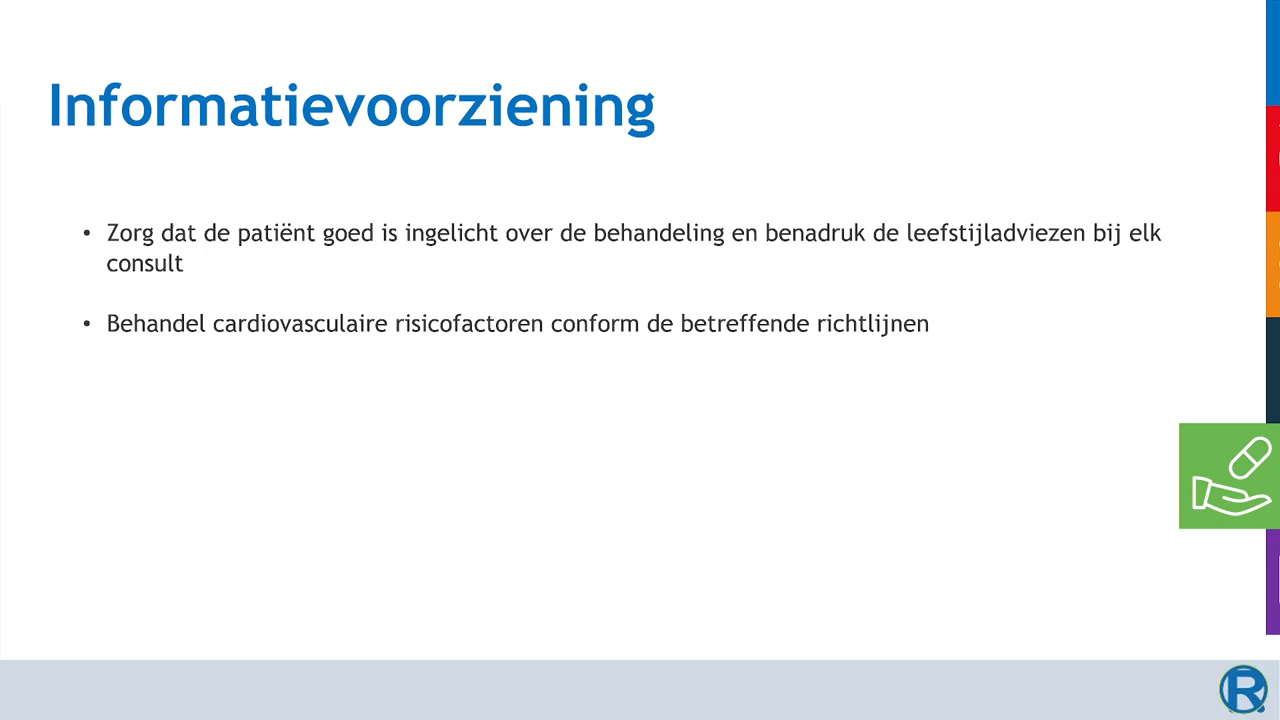 Informatievoorziening
• Zorg dat de patiënt goed is ingelicht over de behandeling en benadruk de leefstijladviezen bij elk
consult
• Behandel cardiovasculaire risicofactoren conform de betreffende richtlijnen
R